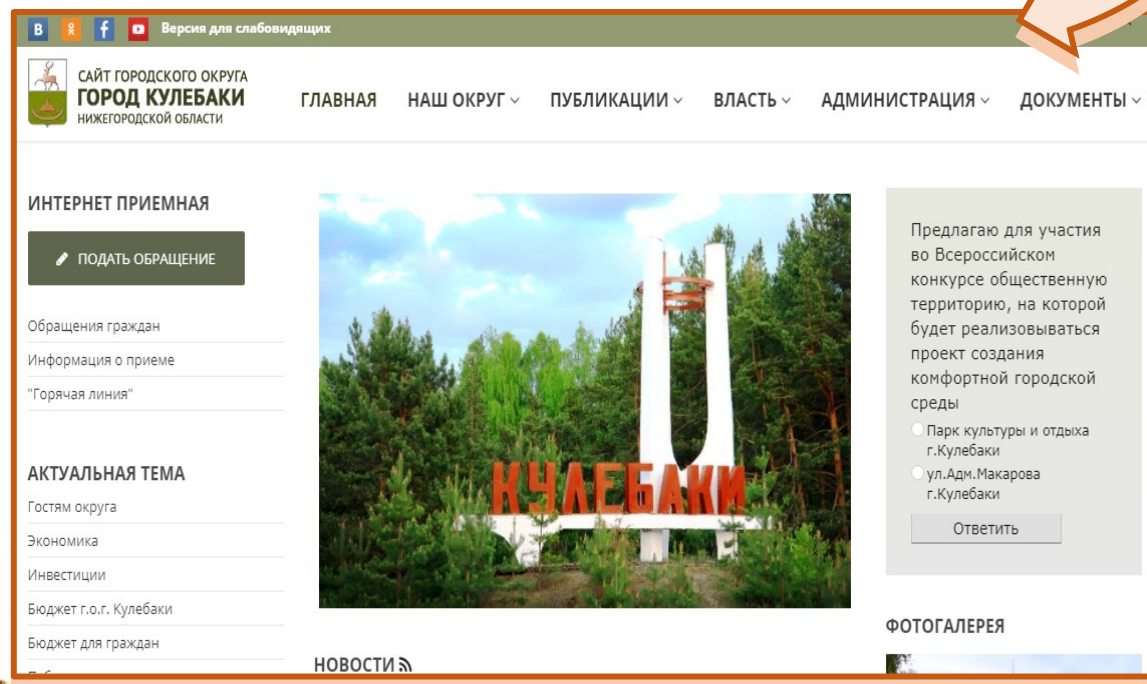 Версия для слабовидящих
САЙТ ГОРОДСКОГО ОКРУГА
ГОРОД КУЛЕБАКИ
НИЖЕГОРОДСКОЙ ОБЛАСТИ
ГЛАВНАЯ НАШ ОКРУГ ПУБЛИКАЦИИ ВЛАСТЬ АДМИНИСТРАЦИЯ ДОКУМЕНТЫ
ИНТЕРНЕТ ПРИЕМНАЯ
ПОДАТЬ ОБРАЩЕНИЕ
Обращения граждан
Информация о приеме
"Горячая линия"
АКТУАЛЬНАЯ ТЕМА
Гостям округа
Экономика
Инвестиции
Бюджет г.о.г. Кулебаки
Бюджет для граждан
КУЛЕБАКИ
НОВОСТИ
Предлагаю для участия
во Всероссийском
конкурсе общественную
территорию, на которой
будет реализовываться
проект создания
комфортной городской
среды
Парк культуры и отдыха
г.Кулебаки
ул.Адм.Макарова
г.Кулебаки
Ответить
ФОТОГАЛЕРЕЯ